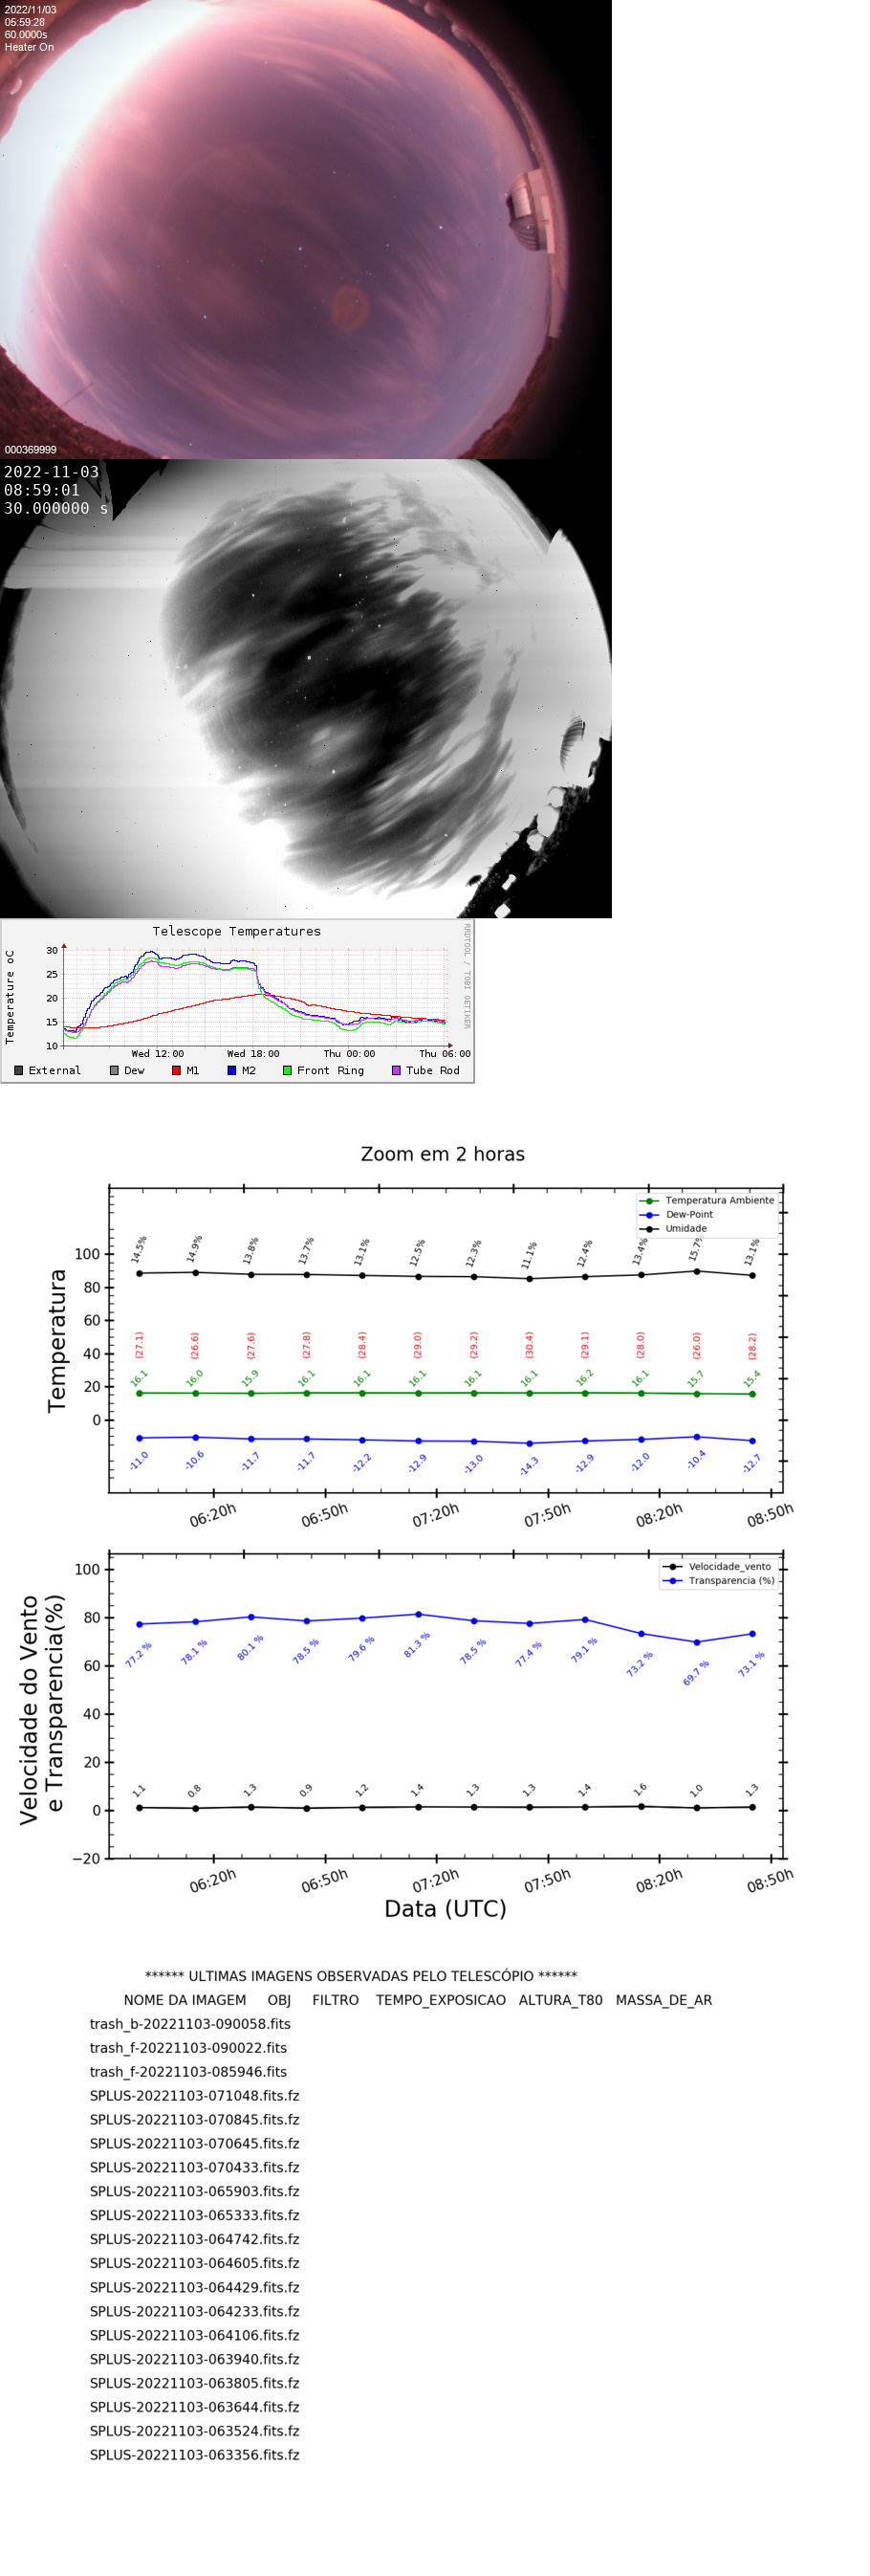 2022/11/03
05:59:28
60.0000s
Heater On
000369999
2022-11-03
08:59:01
30.000000 s
Telescope Temperatures
RRDTOOL / TOBI OETIKER
Temperature oC
30
25
20
15
10
Wed 12:00 Wed 18:00 Thu 00:00 Thu 06:00
External Dew M1 M2 Front Ring Tube Rod
Zoom em 2 horas
Temperatura Ambiente
Dew-Point
Umidade
Temperatura
100
80
60
40
20
0
14.5% 14.9% 13.8% 13.7% 13.1% 12.5% 12.3% 11.1% 12.4% 13.4% 15.7% 13.1%
(27.1) (26.6) (27.6) (27.8) (28.4) (29.0) (29.2) (30.4) (29.1) (28.0) (26.0) (28.2)
16.1 16.0 15.9 16.1 16.1 16.1 16.1 16.1 16.2 16.1 15.7 15.4
-11.0 -10.6 -11.7 -11.7 -12.2 -12.9 -13.0 -14.3 -12.9 -12.0 -10.4 -12.7
06:20h 06:50h 07:20h 07:50h 08:20h 08:50h
Velocidade_vento
Transparencia (%)
Velocidade do Vento
e Transparencia(%)
100
80
60
40
20
0
−20
77.2 % 78.1 % 80.1 % 78.5 % 79.6 % 81.3 % 78.5 % 77.4 % 79.1 % 73.2 % 69.7 % 73.1 %
1.1 0.8 1.3 0.9 1.2 1.4 1.3 1.3 1.4 1.6 1.0 1.3
06:20h 06:50h 07:20h 07:50h 08:20h 08:50h
Data (UTC)
****** ULTIMAS IMAGENS OBSERVADAS PELO TELESCÓPIO ******
NOME DA IMAGEM OBJ FILTRO TEMPO_EXPOSICAO ALTURA_T80 MASSA_DE_AR
trash_b-20221103-090058.fits
trash_f-20221103-090022.fits
trash_f-20221103-085946.fits
SPLUS-20221103-071048.fits.fz
SPLUS-20221103-070845.fits.fz
SPLUS-20221103-070645.fits.fz
SPLUS-20221103-070433.fits.fz
SPLUS-20221103-065903.fits.fz
SPLUS-20221103-065333.fits.fz
SPLUS-20221103-064742.fits.fz
SPLUS-20221103-064605.fits.fz
SPLUS-20221103-064429.fits.fz
SPLUS-20221103-064233.fits.fz
SPLUS-20221103-064106.fits.fz
SPLUS-20221103-063940.fits.fz
SPLUS-20221103-063805.fits.fz
SPLUS-20221103-063644.fits.fz
SPLUS-20221103-063524.fits.fz
SPLUS-20221103-063356.fits.fz